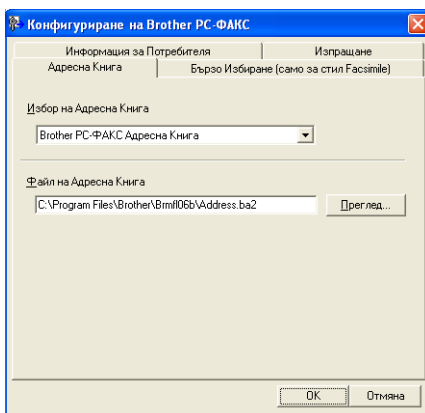 Конфигуриране на Brother PC-ФАКС
Информация за Потребителя
Изпращане
Адресна Книга
Бързо Избиране (само за стил Facsimile)
Избор на Адресна Книга
Brother PC-ФАКС Адресна Книга
Файл на Адресна Книга
C:\Program Files\Brother\Brmfl06b\Address.ba2
Преглед...
OK
Отмяна